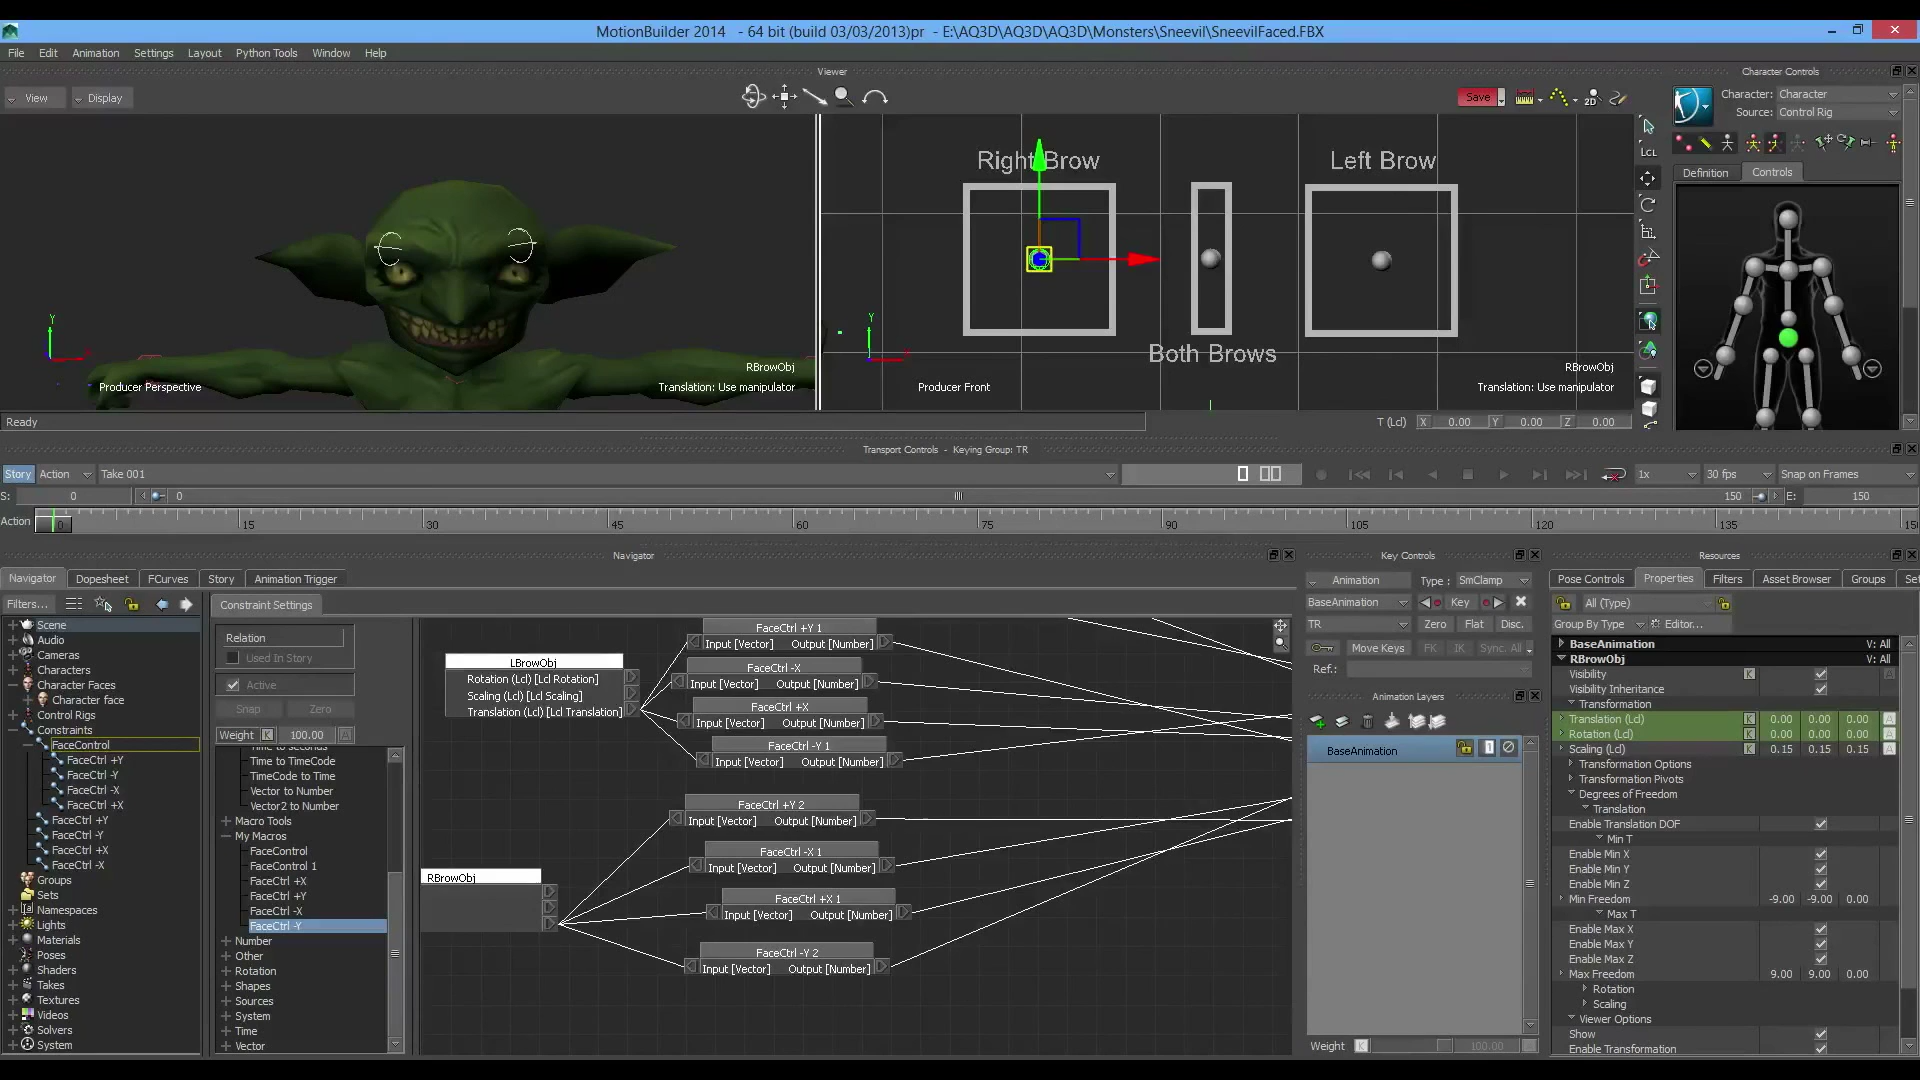 MotionBuilder 2014 - 64 bit (build 03/03/2013)pr - E:\AQ3D\AQ3D\AQ3D\Monsters\Sneevil\SneevilFaced.FBX
File Edit Animation Settings Layout Python Tools Window Help
Viewer
Character Controls
View Display
Save
2D
Character: Character
Source: Control Rig
Definition Controls
LCL
Right Brow
Left Brow
Both Brows
Y
Producer Perspective
RBrowObj
Translation: Use manipulator
Y
Producer Front
RBrowObj
Translation: Use manipulator
Ready
T (Lcl) X 0.00 Y 0.00 Z 0.00
Transport Controls - Keying Group: TR
Story Action Take 001
1x 30 fps Snap on Frames
S: 0 0 150 E: 150
Action 0 15 30 45 60 75 90 105 120 135 15
Navigator
Navigator Dopesheet FCurves Story Animation Trigger
Filters...
Scene
Audio
Cameras
Characters
Character Faces
Character face
Control Rigs
Constraints
FaceControl
FaceCtrl +Y
FaceCtrl -Y
FaceCtrl -X
FaceCtrl +X
FaceCtrl +Y
FaceCtrl -Y
FaceCtrl +X
FaceCtrl -X
Groups
Sets
Namespaces
Lights
Materials
Poses
Shaders
Takes
Textures
Videos
Solvers
System
Constraint Settings
Relation
Used In Story
Active
Snap Zero
Weight K 100.00 A
Time to seconds
Time to TimeCode
TimeCode to Time
Vector to Number
Vector2 to Number
Macro Tools
My Macros
FaceControl
FaceControl 1
FaceCtrl +X
FaceCtrl +Y
FaceCtrl -X
FaceCtrl -Y
Number
Other
Rotation
Shapes
Sources
System
Time
Vector
LBrowObj
Rotation (Lcl) [Lcl Rotation]
Scaling (Lcl) [Lcl Scaling]
Translation (Lcl) [Lcl Translation]
RBrowObj
FaceCtrl +Y 1
Input [Vector] Output [Number]
FaceCtrl -X
Input [Vector] Output [Number]
FaceCtrl +X
Input [Vector] Output [Number]
FaceCtrl -Y 1
Input [Vector] Output [Number]
FaceCtrl +Y 2
Input [Vector] Output [Number]
FaceCtrl -X 1
Input [Vector] Output [Number]
FaceCtrl +X 1
Input [Vector] Output [Number]
FaceCtrl -Y 2
Input [Vector] Output [Number]
Key Controls
Animation Type : SmClamp
BaseAnimation Key
TR Zero Flat Disc.
Move Keys FK IK Sync. All
Ref.:
Animation Layers
BaseAnimation 1
Weight K 100.00 A
Resources
Pose Controls Properties Filters Asset Browser Groups Set
All (Type)
Group By Type Editor...
BaseAnimation V: All
RBrowObj V: All
Visibility K A
Visibility Inheritance
Transformation
Translation (Lcl) K 0.00 0.00 0.00 A
Rotation (Lcl) K 0.00 0.00 0.00 A
Scaling (Lcl) K 0.15 0.15 0.15 A
Transformation Options
Transformation Pivots
Degrees of Freedom
Translation
Enable Translation DOF
Min T
Enable Min X
Enable Min Y
Enable Min Z
Min Freedom -9.00 -9.00 0.00
Max T
Enable Max X
Enable Max Y
Enable Max Z
Max Freedom 9.00 9.00 0.00
Rotation
Scaling
Viewer Options
Show
Enable Transformation